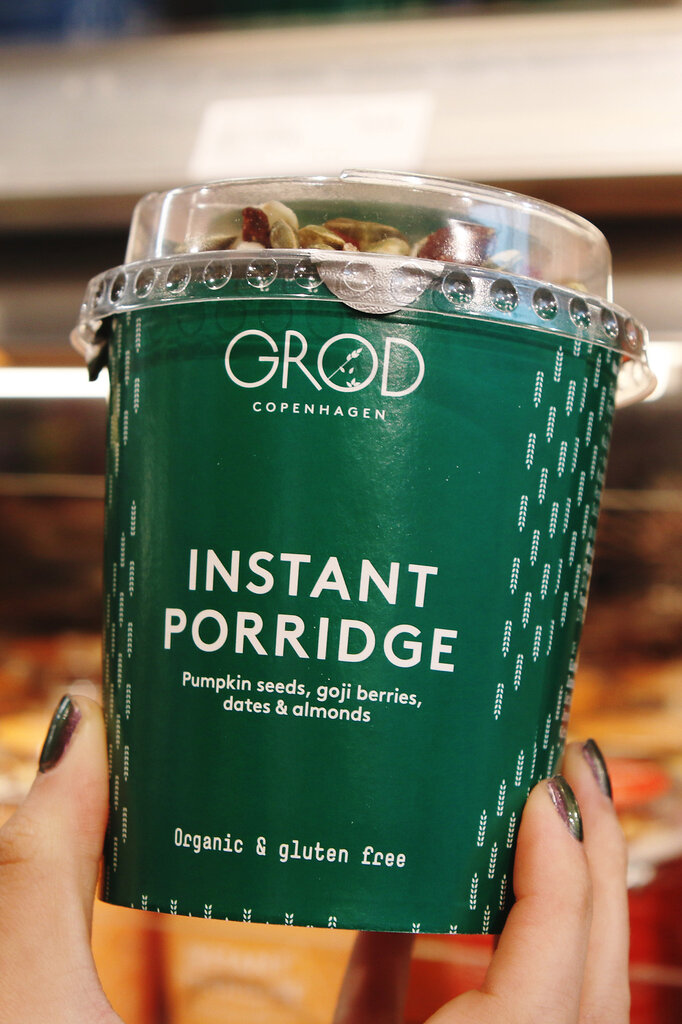 GRØD
COPENHAGEN
INSTANT
PORRIDGE
Pumpkin seeds, goji berries,
dates & almonds
Organic & gluten free